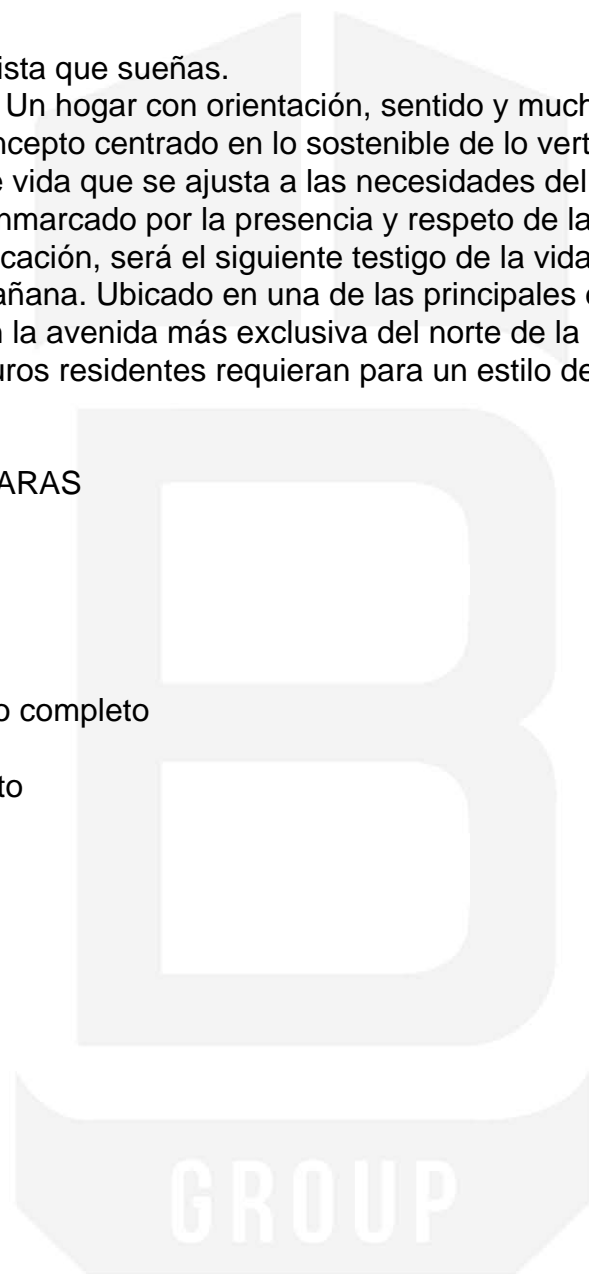 ista que sueñas.
Un hogar con orientación, sentido y much
ncepto centrado en lo sostenible de lo vert
e vida que se ajusta a las necesidades del
nmarcado por la presencia y respeto de la
cación, será el siguiente testigo de la vida
añana. Ubicado en una de las principales
n la avenida más exclusiva del norte de la
uros residentes requieran para un estilo de
ARAS
o completo
to
GROUP